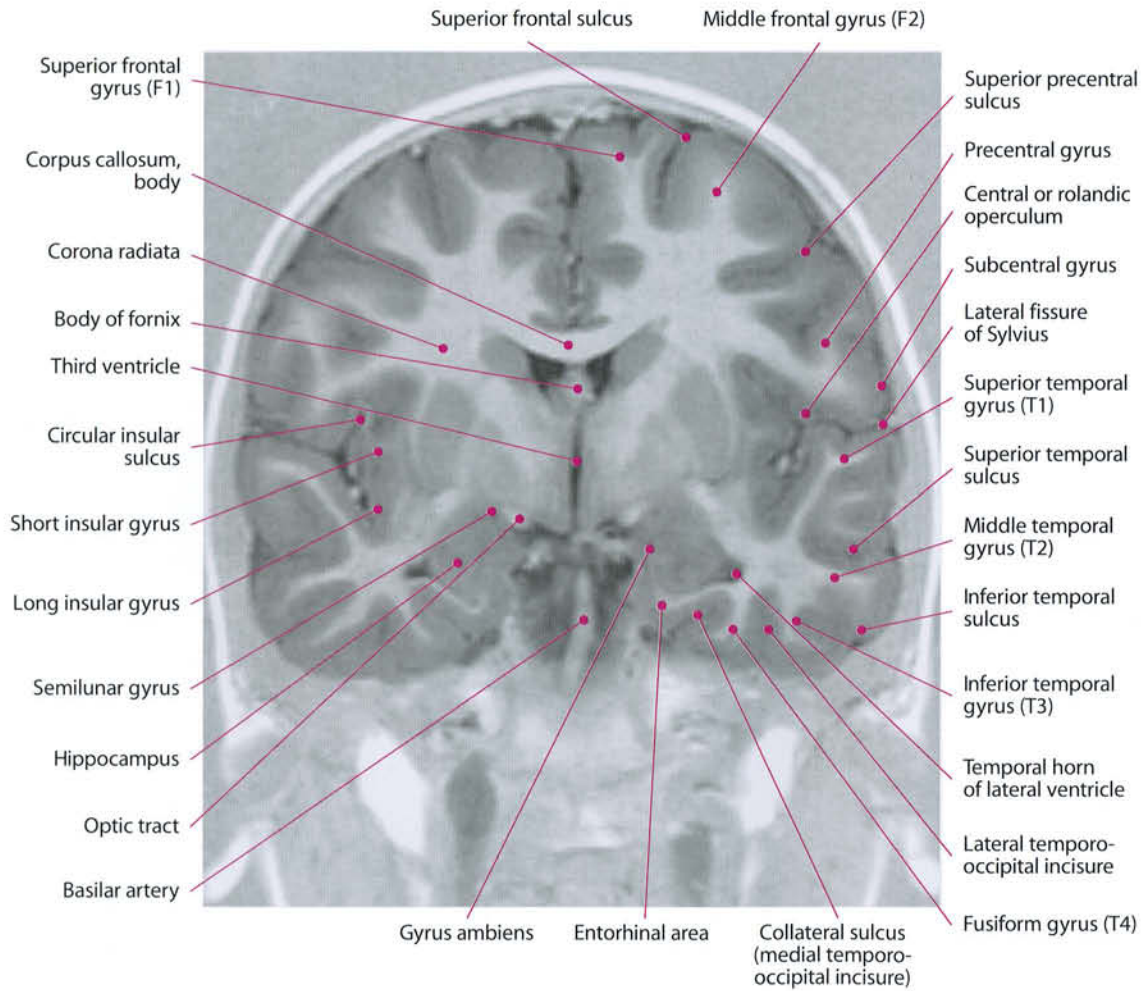 Superior frontal sulcus
Middle frontal gyrus (F2)
Superior frontal
gyrus (F1)
Corpus callosum,
body
Corona radiata
Body of fornix
Third ventricle
Circular insular
sulcus
Short insular gyrus
Long insular gyrus
Semilunar gyrus
Hippocampus
Optic tract
Basilar artery
Superior precentral
sulcus
Precentral gyrus
Central or rolandic
operculum
Subcentral gyrus
Lateral fissure
of Sylvius
Superior temporal
gyrus (T1)
Superior temporal
sulcus
Middle temporal
gyrus (T2)
Inferior temporal
sulcus
Inferior temporal
gyrus (T3)
Temporal horn
of lateral ventricle
Lateral temporo-
occipital incisure
Fusiform gyrus (T4)
Gyrus ambiens
Entorhinal area
Collateral sulcus
(medial temporo-
occipital incisure)